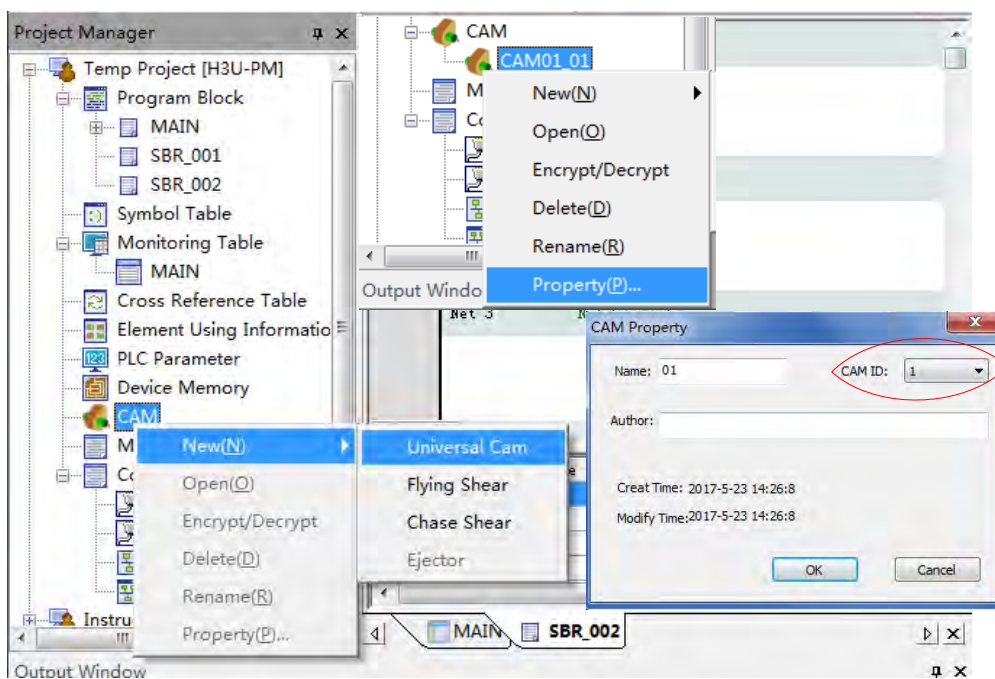 Project Manager
Temp Project [H3U-PM]
Program Block
MAIN
SBR_001
SBR_002
Symbol Table
Monitoring Table
MAIN
Cross Reference Table
Element Using Informatio
PLC Parameter
Device Memory
CAM
M
Co
Instru
Output Window
New(N)
Open(O)
Encrypt/Decrypt
Delete(D)
Rename(R)
Property(P)...
Universal Cam
Flying Shear
Chase Shear
Ejector
CAM
CAM01_01
M
Co
Output Windo
New(N)
Open(O)
Encrypt/Decrypt
Delete(D)
Rename(R)
Property(P)...
Net 3
CAM Property
Name: 01
CAM ID: 1
Author:
Creat Time: 2017-5-23 14:26:8
Modify Time:2017-5-23 14:26:8
OK Cancel
MAIN SBR_002